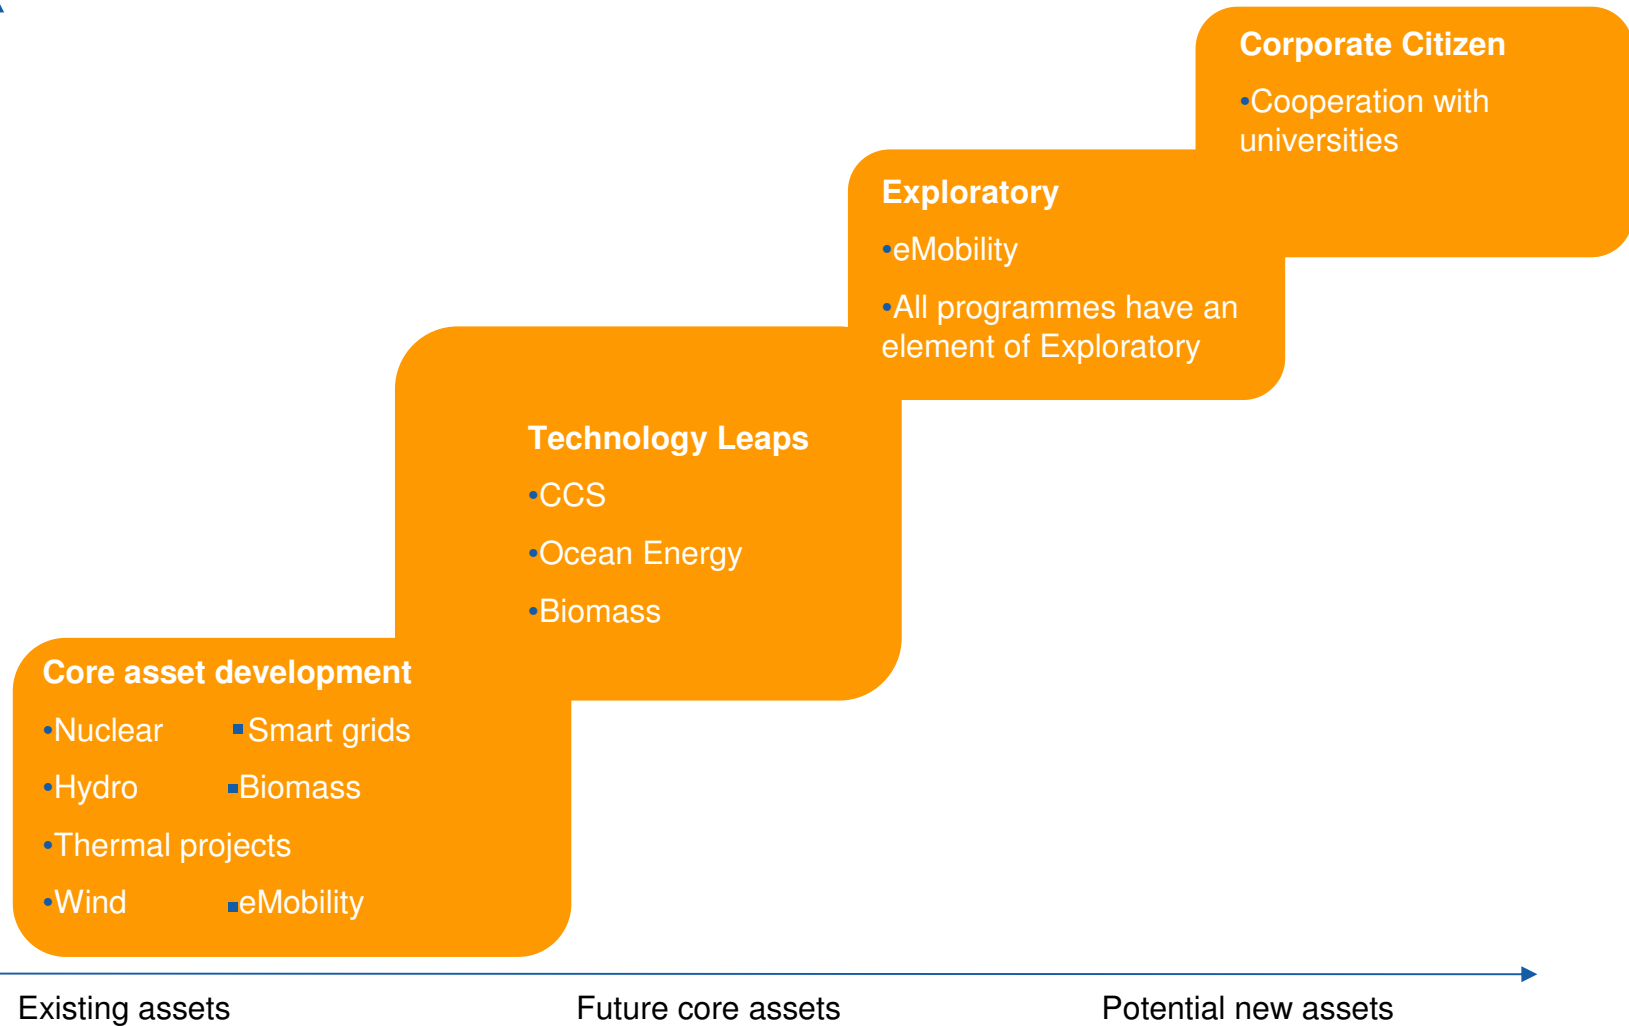 Corporate Citizen
•Cooperation with
universities
Exploratory
•eMobility
•All programmes have an
element of Exploratory
Technology Leaps
•CCS
•Ocean Energy
•Biomass
Core asset development
•Nuclear ▪Smart grids
•Hydro ▪Biomass
•Thermal projects
•Wind ▪eMobility
Existing assets Future core assets Potential new assets